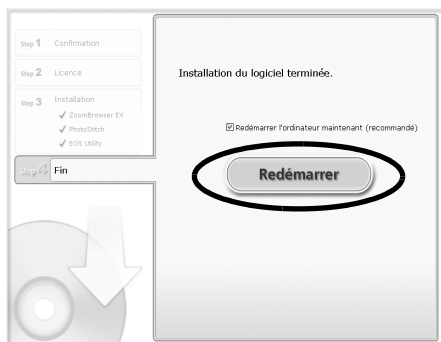 Step 1 Confirmation
Step 2 Licence
Step 3 Installation
✓ ZoomBrowser EX
✓ PhotoStitch
✓ EOS Utility
Step 4 Fin
Installation du logiciel terminée.
Redémarrer l'ordinateur maintenant (recommandé)
Redémarrer